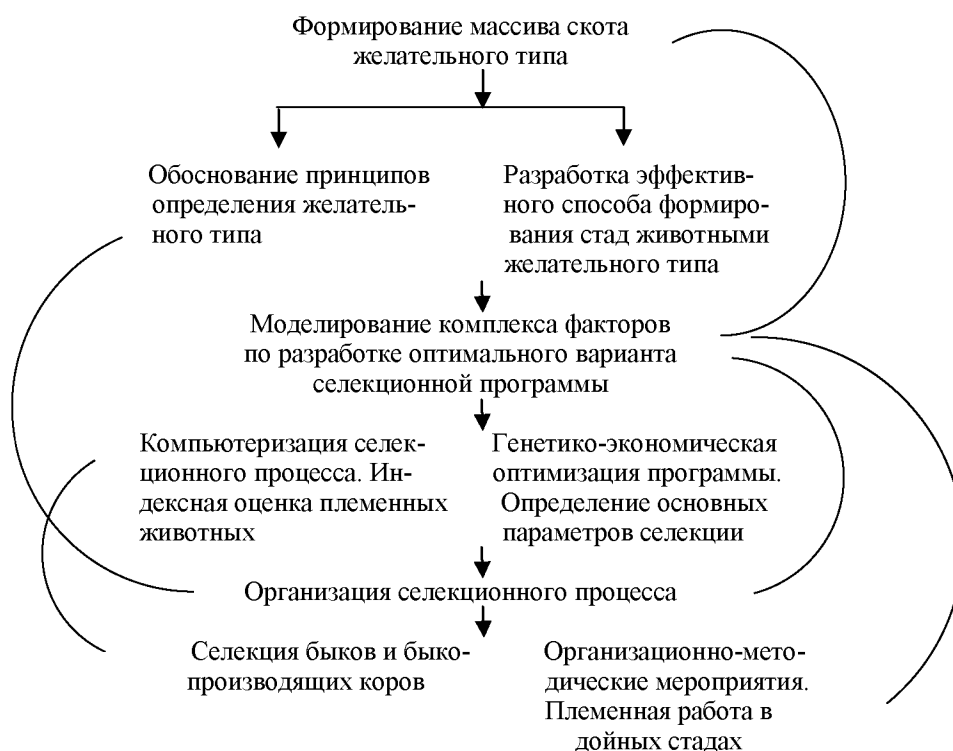 Формирование массива скота
желательного типа
Обоснование принципов
определения желатель-
ного типа
Разработка эффектив-
ного способа формиро-
вания стад животными
желательного типа
Моделирование комплекса факторов
по разработке оптимального варианта
селекционной программы
Компьютеризация селек-
ционного процесса. Ин-
дексная оценка племенных
животных
Генетико-экономическая
оптимизация программы.
Определение основных
параметров селекции
Организация селекционного процесса
Селекция быков и быко-
производящих коров
Организационно-мето-
дические мероприятия.
Племенная работа в
дойных стадах